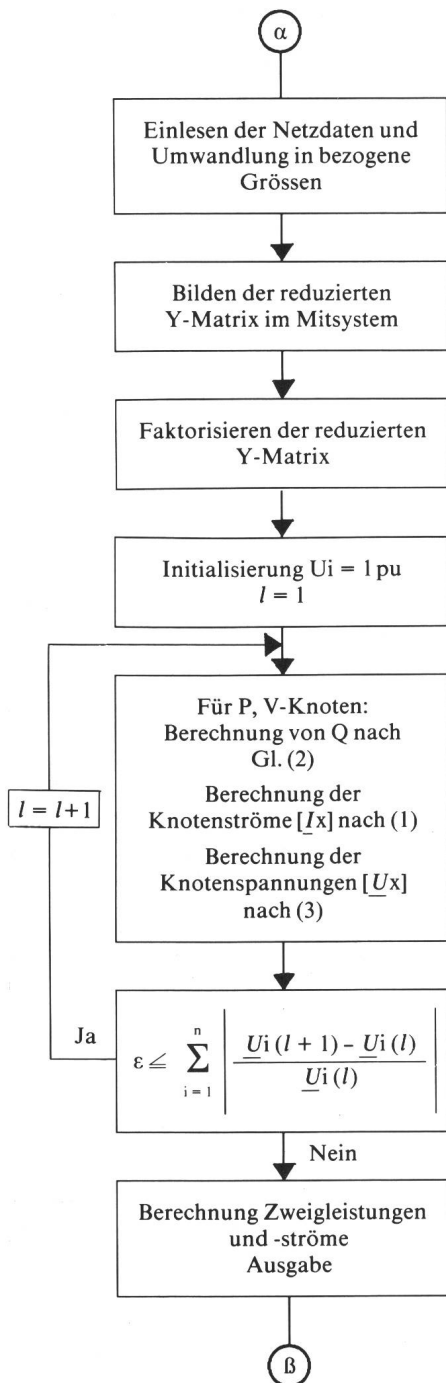 α
Einlesen der Netzdaten und
Umwandlung in bezogene
Grössen
Bilden der reduzierten
Y-Matrix im Mitsystem
Faktorisieren der reduzierten
Y-Matrix
Initialisierung Ui = 1 pu
l = 1
Für P, V-Knoten:
Berechnung von Q nach
Gl. (2)
Berechnung der
Knotenströme [Ix] nach (1)
Berechnung der
Knotenspannungen [Ux]
nach (3)
l = l+1
Ja
ε ≦ n∑i = 1 | Ui (l + 1) – Ui (l) / Ui (l) |
Nein
Berechnung Zweigleistungen
und -ströme
Ausgabe
ß